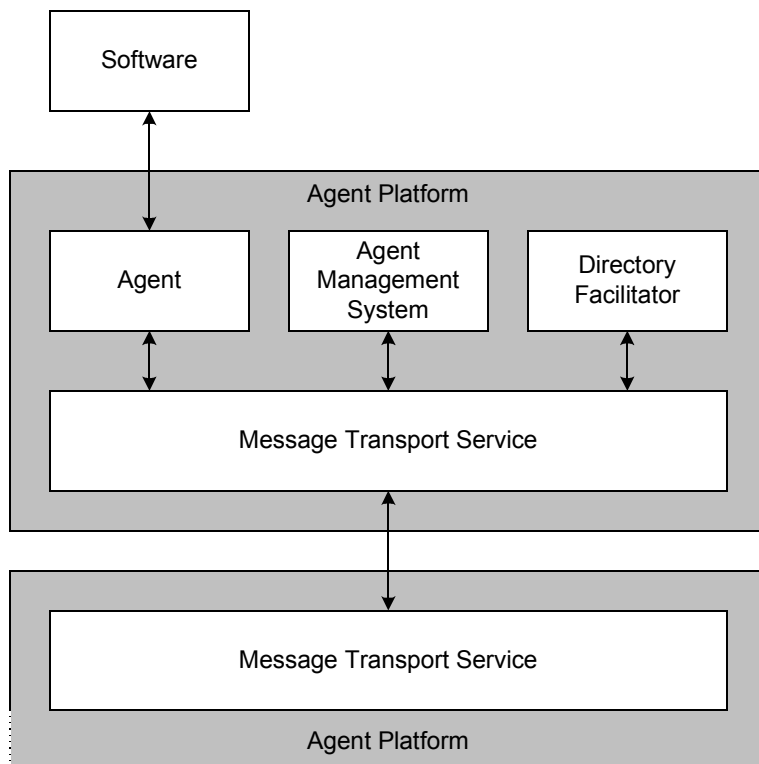 Software
Agent Platform
Agent
Agent
Management
System
Directory
Facilitator
Message Transport Service
Message Transport Service
Agent Platform